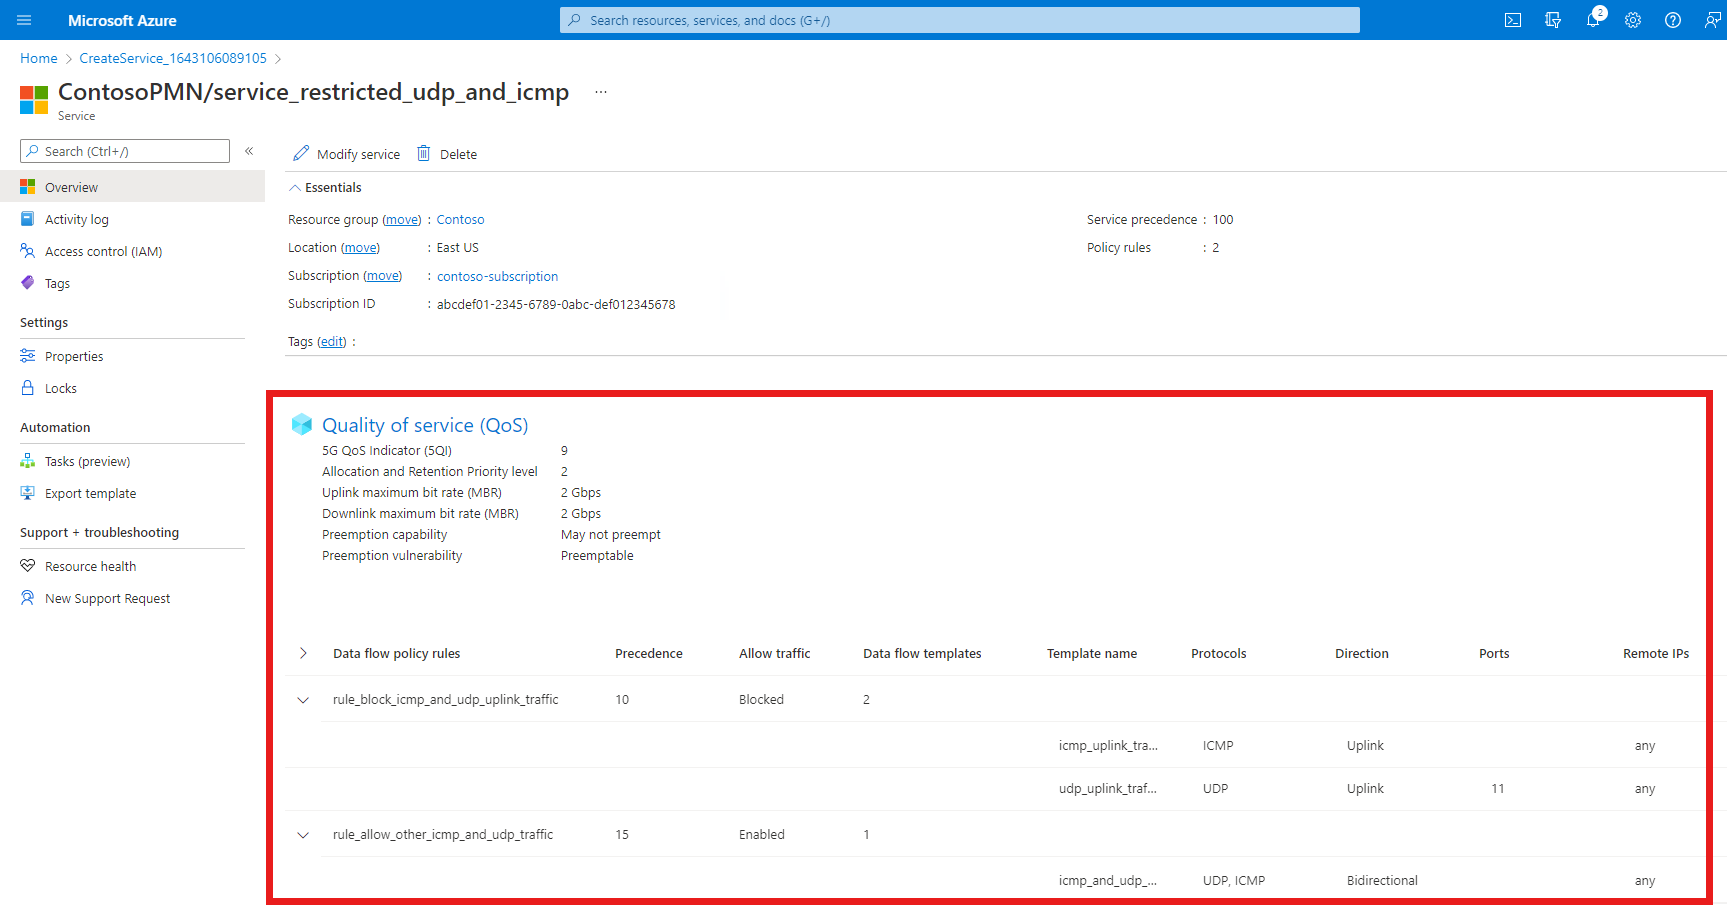 Microsoft Azure
Search resources, services, and docs (G+/)
2
Home > CreateService_1643106089105 >
ContosoPMN/service_restricted_udp_and_icmp ...
Service
Search (Ctrl+/)
«
Overview
Activity log
Access control (IAM)
Tags
Settings
Properties
Locks
Automation
Tasks (preview)
Export template
Support + troubleshooting
Resource health
New Support Request
Modify service Delete
Essentials
Resource group (move) : Contoso
Location (move) : East US
Subscription (move) : contoso-subscription
Subscription ID : abcdef01-2345-6789-0abc-def012345678
Service precedence : 100
Policy rules : 2
Tags (edit) :
Quality of service (QoS)
5G QoS Indicator (5QI) 9
Allocation and Retention Priority level 2
Uplink maximum bit rate (MBR) 2 Gbps
Downlink maximum bit rate (MBR) 2 Gbps
Preemption capability May not preempt
Preemption vulnerability Preemptable
Data flow policy rules Precedence Allow traffic Data flow templates Template name Protocols Direction Ports Remote IPs
rule_block_icmp_and_udp_uplink_traffic 10 Blocked 2
icmp_uplink_tra... ICMP Uplink any
udp_uplink_traf... UDP Uplink 11 any
rule_allow_other_icmp_and_udp_traffic 15 Enabled 1
icmp_and_udp_... UDP, ICMP Bidirectional any